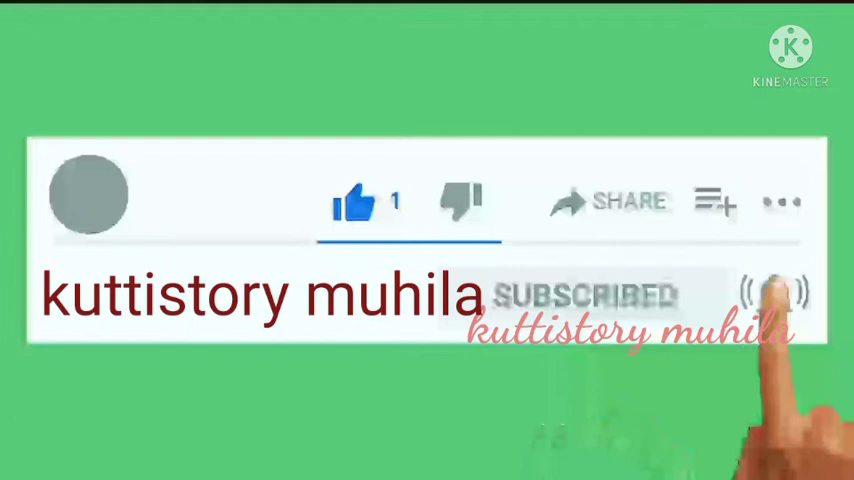 KINEMASTER
1
SHARE
kuttistory muhila
SUBSCRIBED
kuttistory muhila